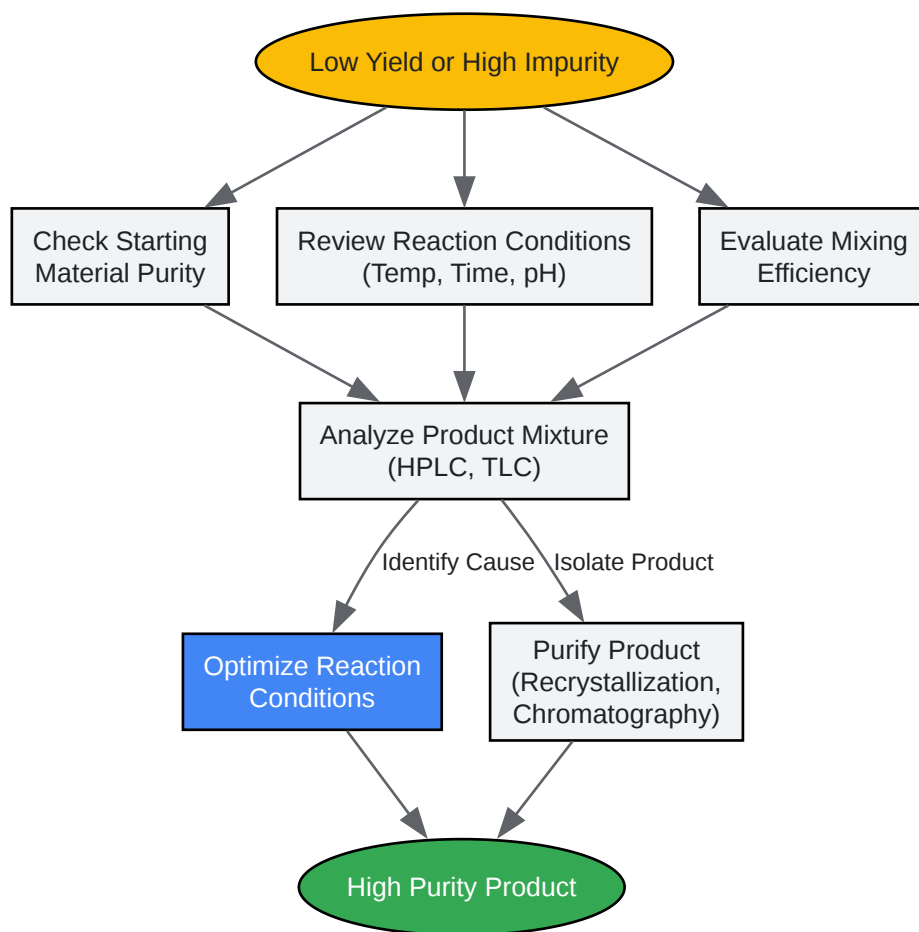 Low Yield or High Impurity
Check Starting
Material Purity
Review Reaction Conditions
(Temp, Time, pH)
Evaluate Mixing
Efficiency
Analyze Product Mixture
(HPLC, TLC)
Identify Cause
Isolate Product
Optimize Reaction
Conditions
Purify Product
(Recrystallization,
Chromatography)
High Purity Product